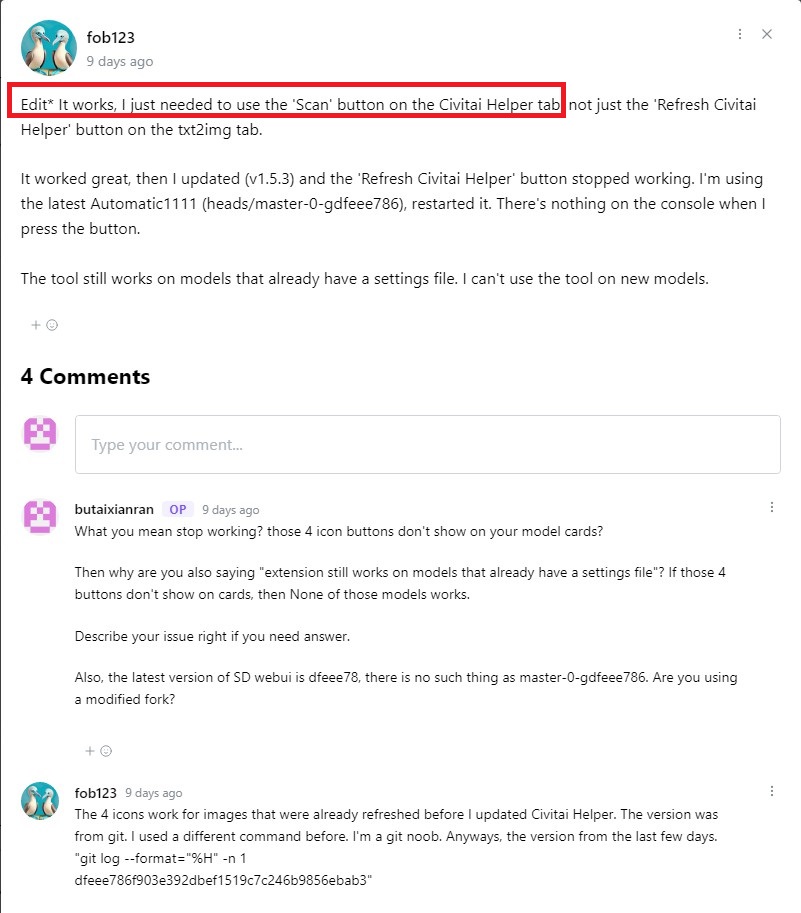 fob123
9 days ago
Edit* It works, I just needed to use the 'Scan' button on the Civitai Helper tab, not just the 'Refresh Civitai
Helper' button on the txt2img tab.
It worked great, then I updated (v1.5.3) and the 'Refresh Civitai Helper' button stopped working. I'm using
the latest Automatic1111 (heads/master-0-gdfeee786), restarted it. There's nothing on the console when I
press the button.
The tool still works on models that already have a settings file. I can't use the tool on new models.
4 Comments
Type your comment...
butaixianran OP 9 days ago
What you mean stop working? those 4 icon buttons don't show on your model cards?
Then why are you also saying "extension still works on models that already have a settings file"? If those 4
buttons don't show on cards, then None of those models works.
Describe your issue right if you need answer.
Also, the latest version of SD webui is dfeee78, there is no such thing as master-0-gdfeee786. Are you using
a modified fork?
fob123 9 days ago
The 4 icons work for images that were already refreshed before I updated Civitai Helper. The version was
from git. I used a different command before. I'm a git noob. Anyways, the version from the last few days.
"git log --format="%H" -n 1
dfeee786f903e392dbef1519c7c246b9856ebab3"